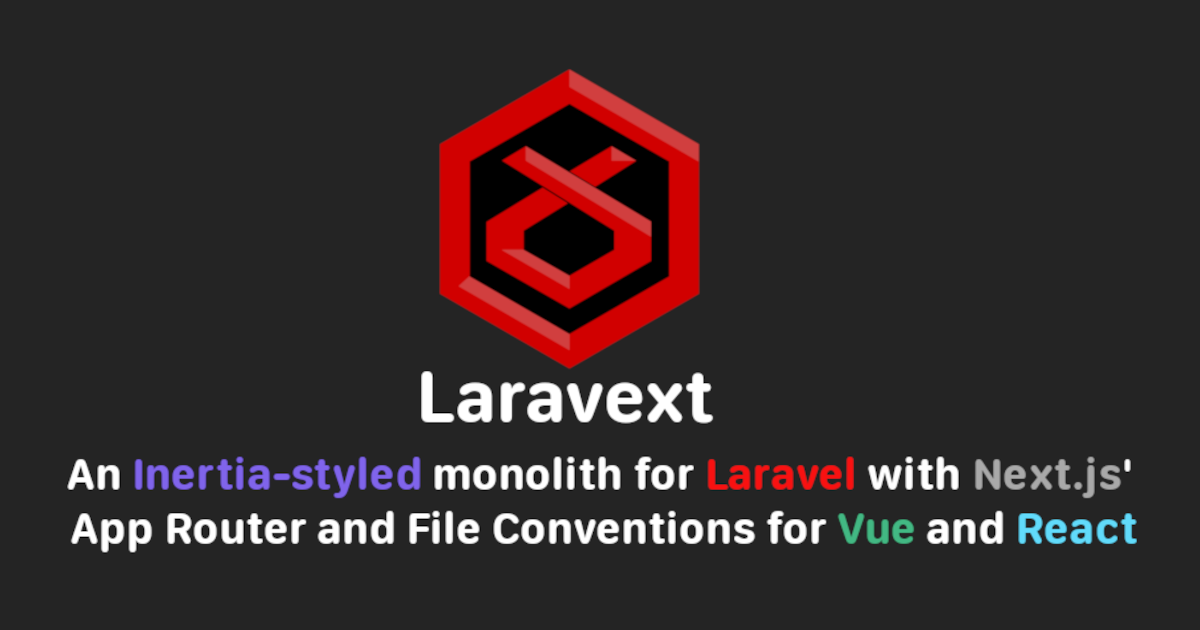 Laravext
An Inertia-styled monolith for Laravel with Next.js'
App Router and File Conventions for Vue and React